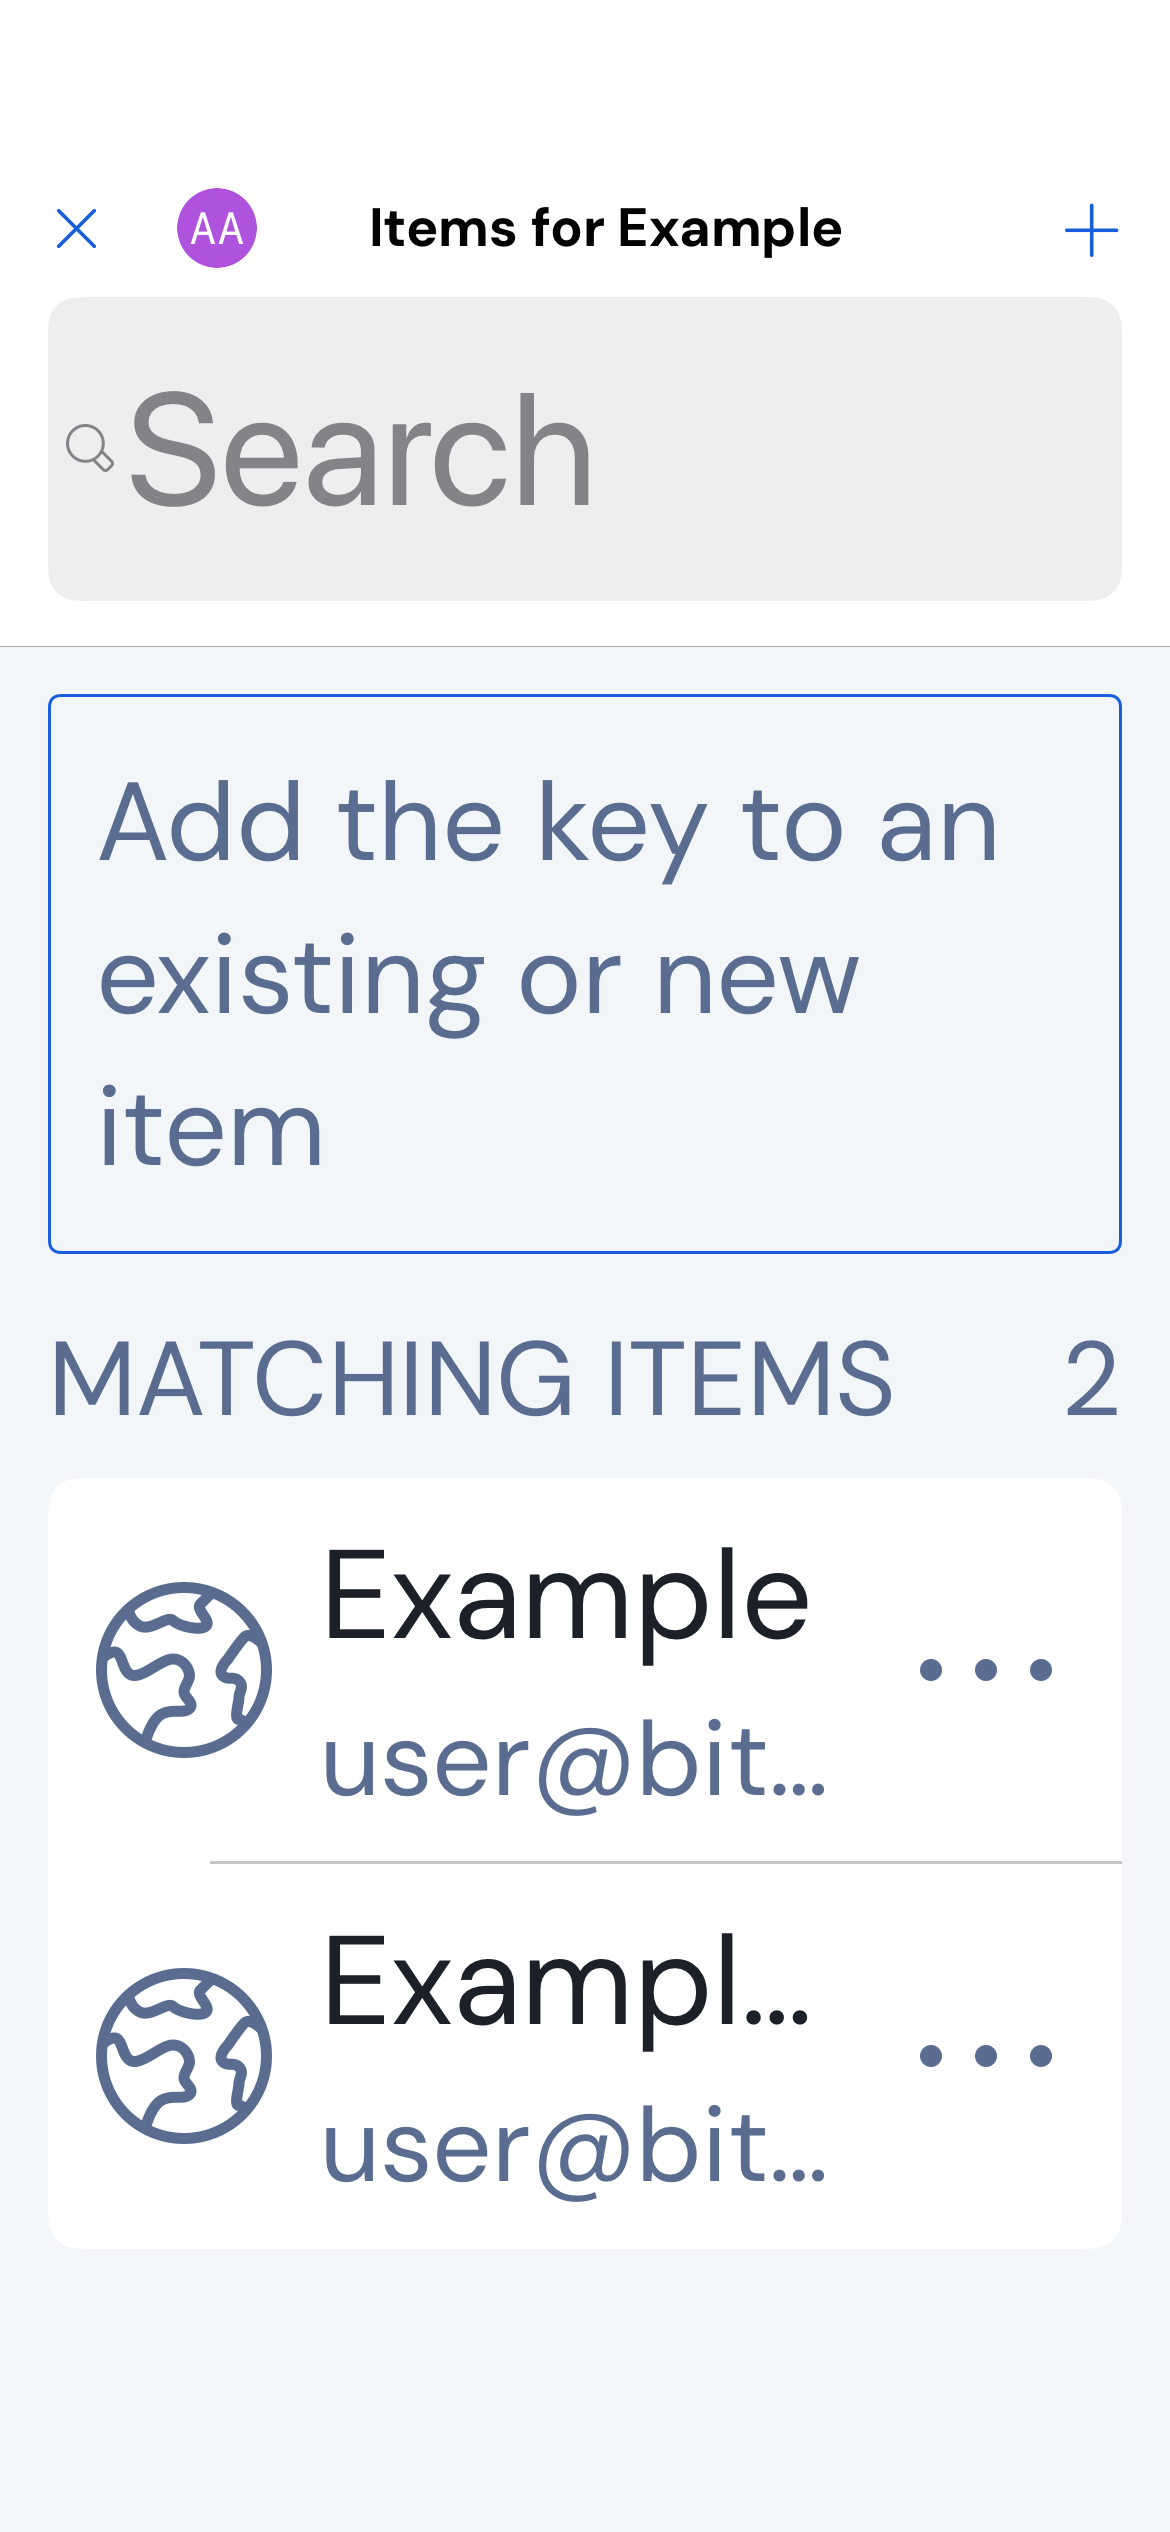 AA
Items for Example
Search
Add the key to an
existing or new
item
MATCHING ITEMS 2
Example
user@bit...
Exampl...
user@bit...